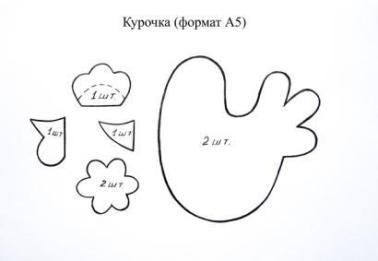 Курочка (формат А5)
1 шт.
1 шт
1 шт
2 шт.
2 шт